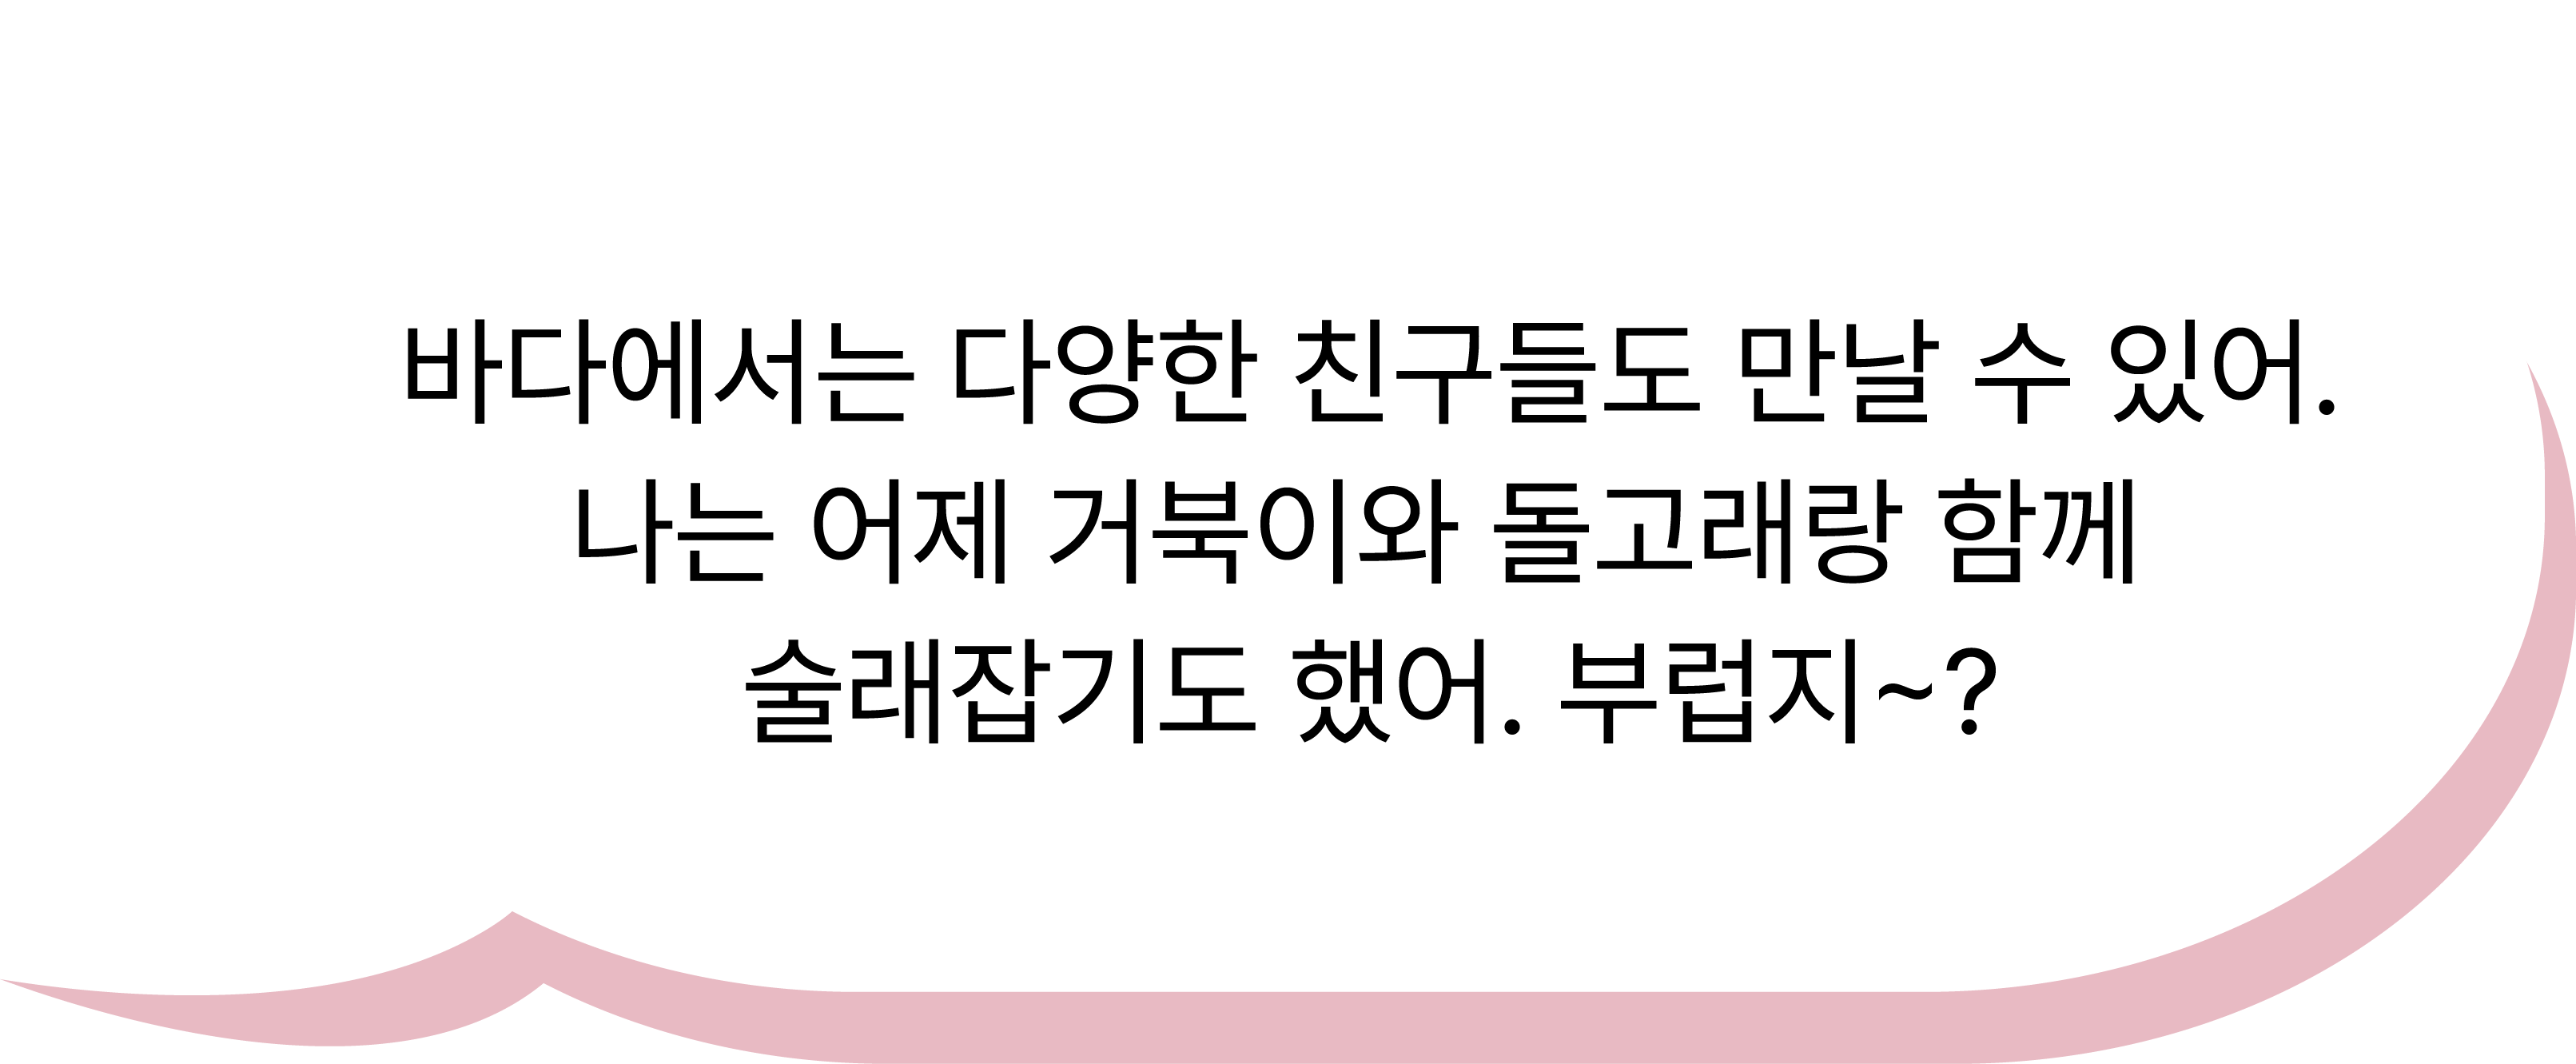 바다에서는 다양한 친구들도 만날 수 있어.
나는 어제 거북이와 돌고래랑 함께
술래잡기도 했어. 부럽지~?